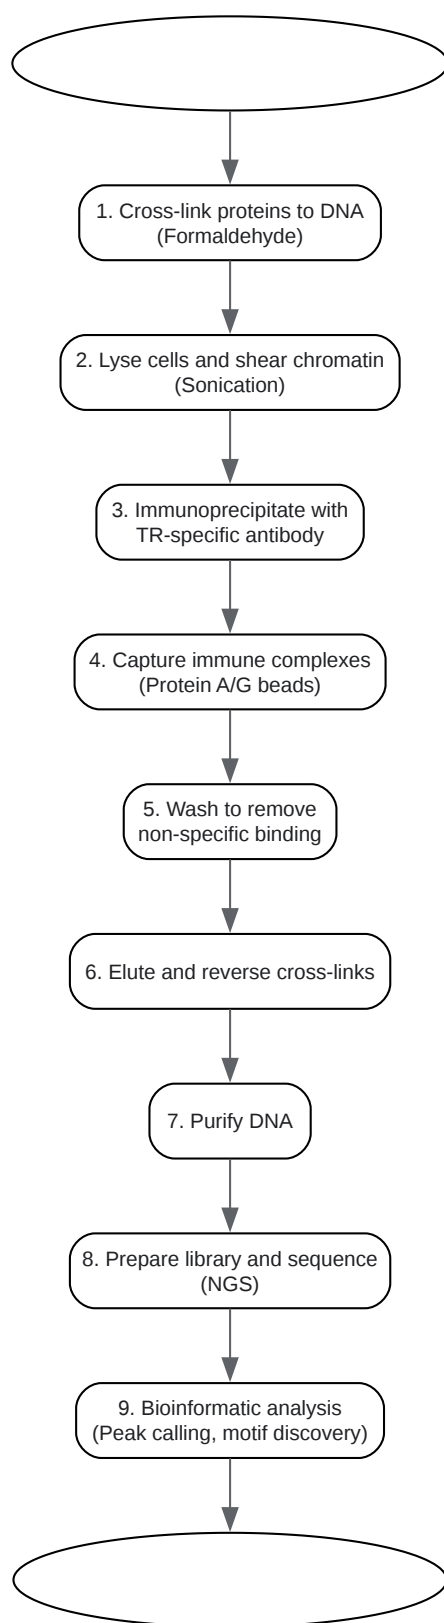 1. Cross-link proteins to DNA
(Formaldehyde)
2. Lyse cells and shear chromatin
(Sonication)
3. Immunoprecipitate with
TR-specific antibody
4. Capture immune complexes
(Protein A/G beads)
5. Wash to remove
non-specific binding
6. Elute and reverse cross-links
7. Purify DNA
8. Prepare library and sequence
(NGS)
9. Bioinformatic analysis
(Peak calling, motif discovery)